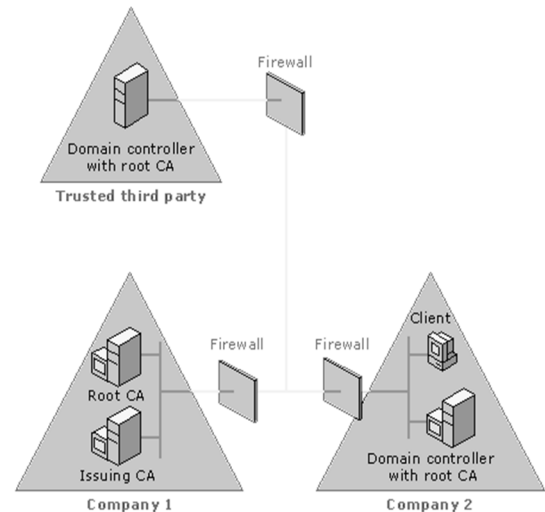 Firewall
Domain controller
with root CA
Trusted third party
Client
Firewall
Firewall
Root CA
Issuing CA
Domain controller
with root CA
Company 1
Company 2